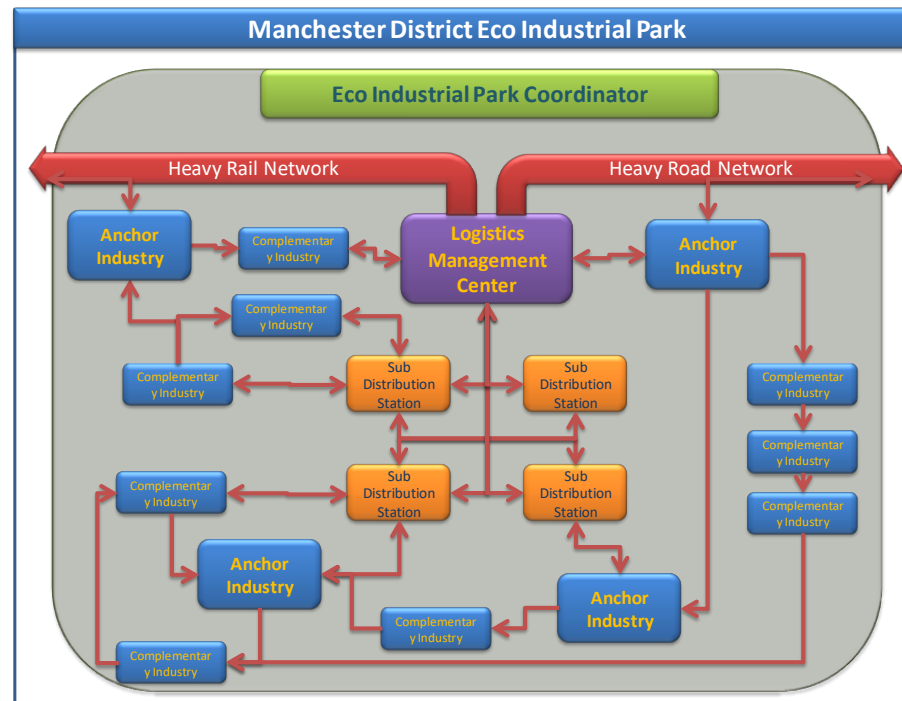 Manchester District Eco Industrial Park
Eco Industrial Park Coordinator
Heavy Rail Network
Heavy Road Network
Anchor
Industry
Complementar
y Industry
Logistics
Management
Center
Anchor
Industry
Complementar
y Industry
Complementar
y Industry
Sub
Distribution
Station
Sub
Distribution
Station
Complementar
y Industry
Complementar
y Industry
Complementar
y Industry
Sub
Distribution
Station
Sub
Distribution
Station
Complementar
y Industry
Anchor
Industry
Anchor
Industry
Complementar
y Industry
Complementar
y Industry